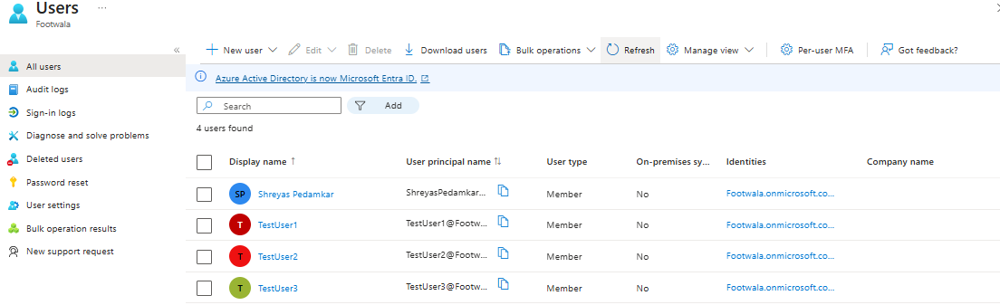 Users
Footwala
All users
Audit logs
Sign-in logs
Diagnose and solve problems
Deleted users
Password reset
User settings
Bulk operation results
New support request
New user Edit Delete Download users Bulk operations Refresh Manage view Per-user MFA Got feedback?
Azure Active Directory is now Microsoft Entra ID.
Search Add
4 users found
Display name User principal name User type On-premises sy... Identities Company name
SP Shreyas Pedamkar ShreyasPedamkar... Member No Footwala.onmicrosoft.co...
T TestUser1 TestUser1@Footw... Member No Footwala.onmicrosoft.co...
T TestUser2 TestUser2@Footw... Member No Footwala.onmicrosoft.co...
T TestUser3 TestUser3@Footw... Member No Footwala.onmicrosoft.co...